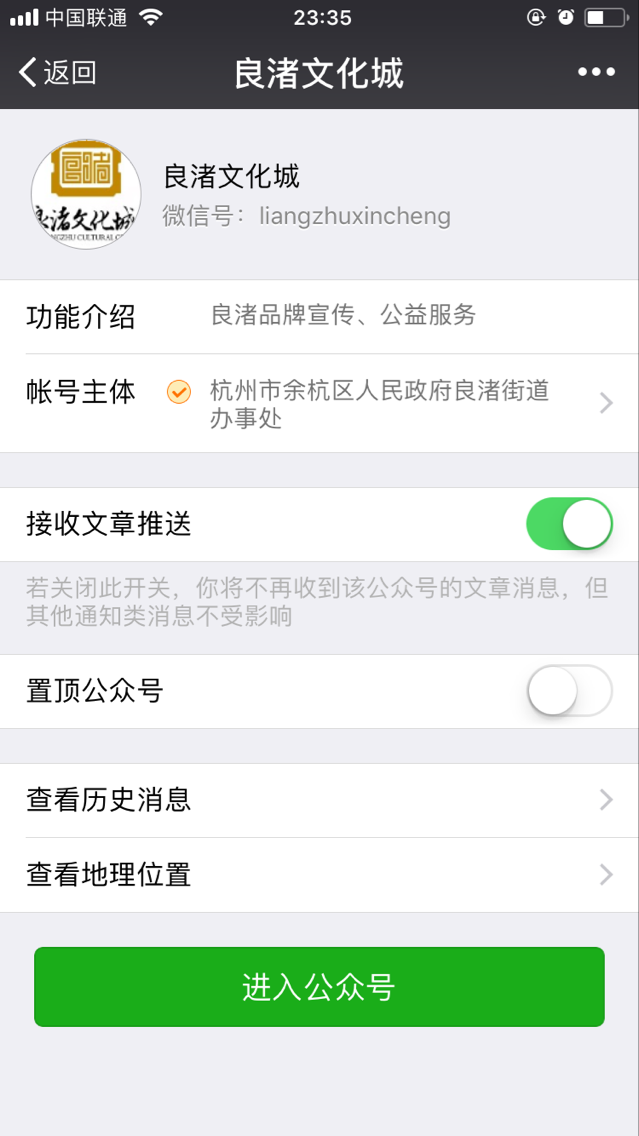 中国联通
23:35
返回
良渚文化城
良渚文化城
良渚文化城
微信号：liangzhuxincheng
功能介绍
良渚品牌宣传、公益服务
帐号主体
杭州市余杭区人民政府良渚街道
办事处
接收文章推送
若关闭此开关，你将不再收到该公众号的文章消息，但
其他通知类消息不受影响
置顶公众号
查看历史消息
查看地理位置
进入公众号